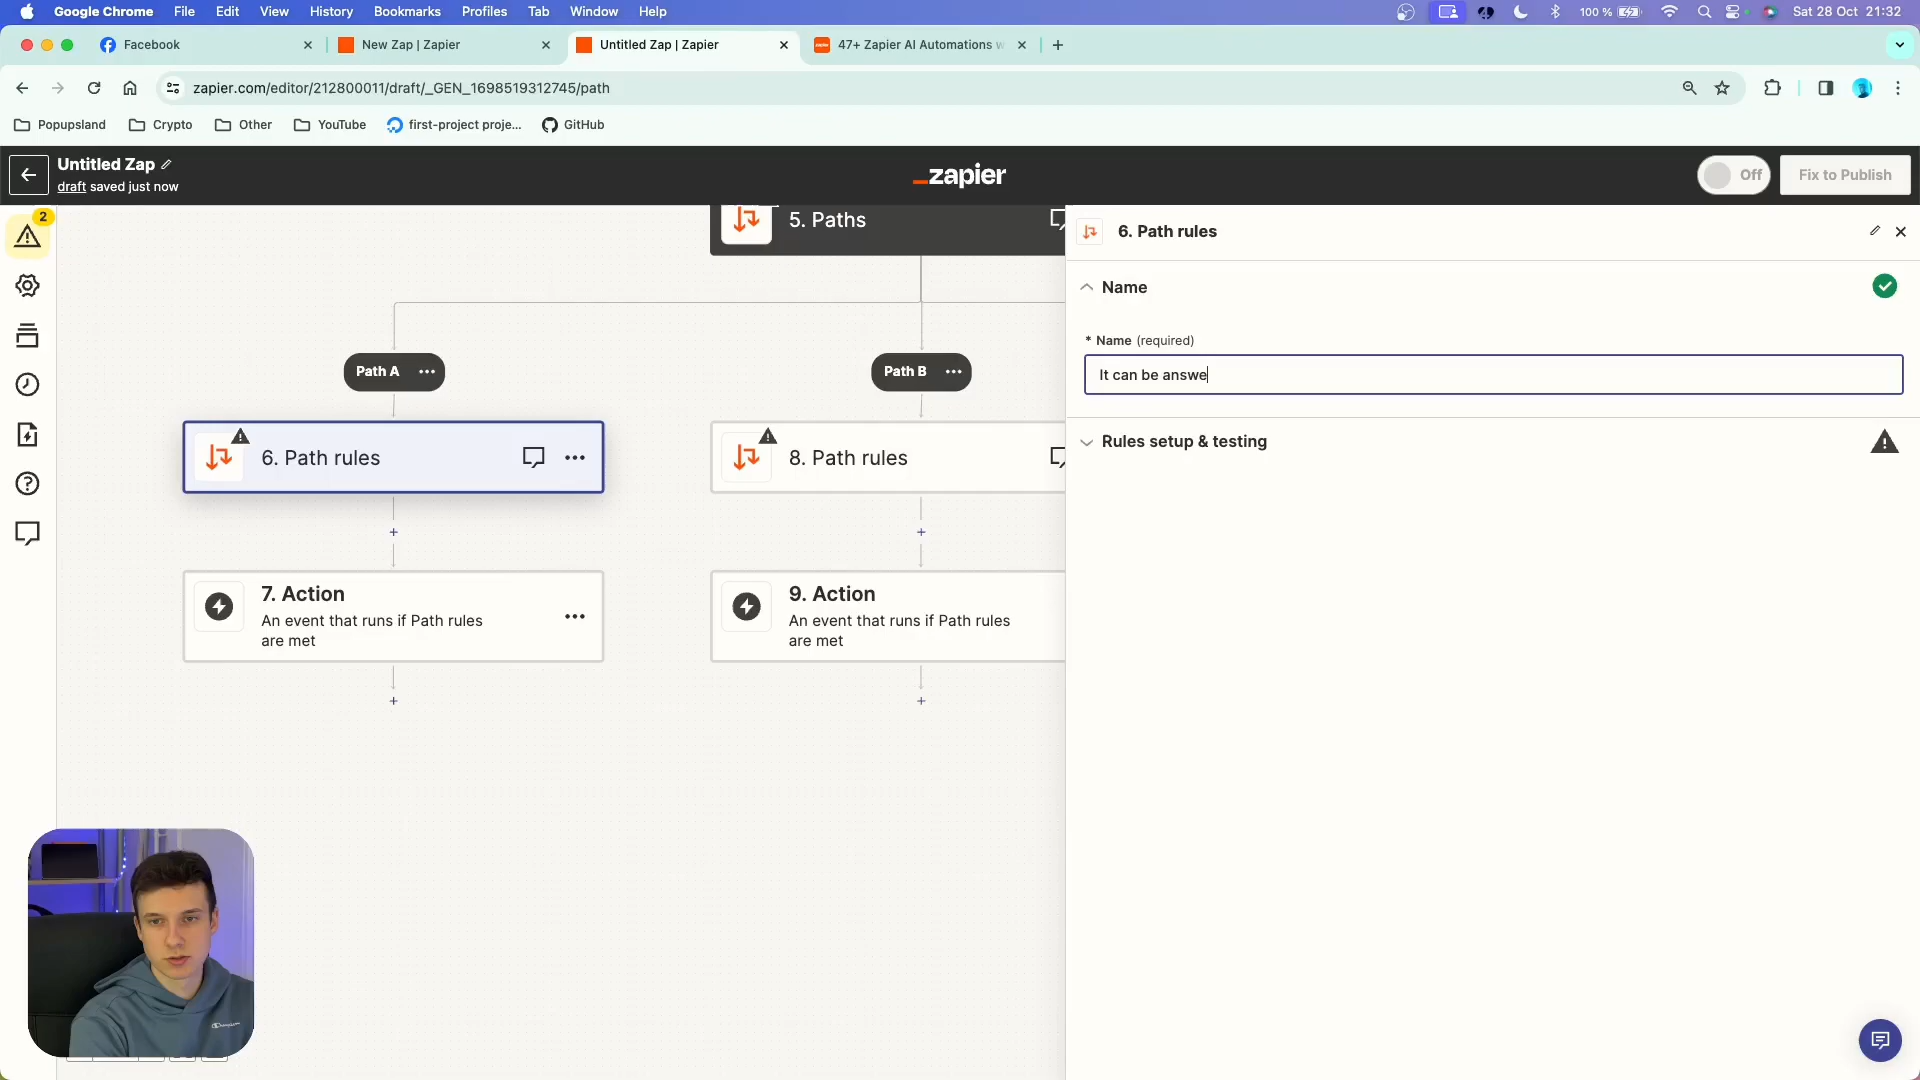 Google Chrome File Edit View History Bookmarks Profiles Tab Window Help 100 % Sat 28 Oct 21:32
Facebook New Zap | Zapier Untitled Zap | Zapier 47+ Zapier AI Automations w
zapier.com/editor/212800011/draft/_GEN_1698519312745/path
Popupsland Crypto Other YouTube first-project proje... GitHub
Untitled Zap
draft saved just now
_zapier
Off
Fix to Publish
2
5. Paths
6. Path rules
Name
* Name (required)
It can be answe
Rules setup & testing
Path A
Path B
6. Path rules
8. Path rules
7. Action
An event that runs if Path rules
are met
9. Action
An event that runs if Path rules
are met
Champion